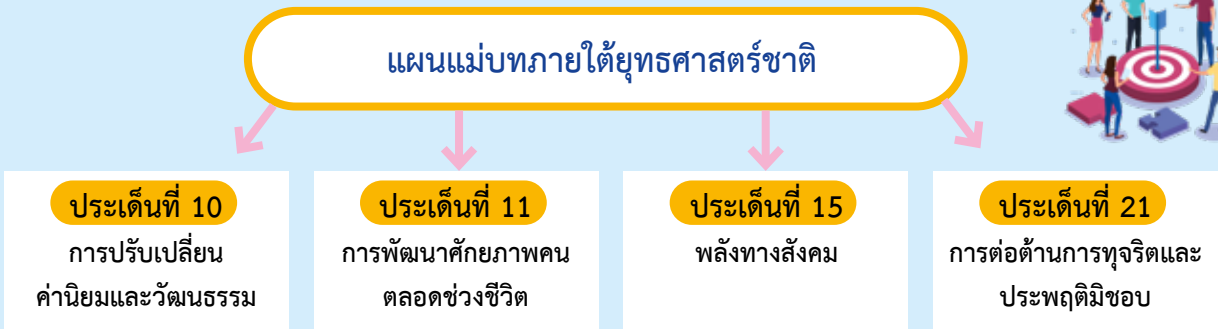 แผนแม่บทภายใต้ยุทธศาสตร์ชาติ
ประเด็นที่ 10
การปรับเปลี่ยน
ค่านิยมและวัฒนธรรม
ประเด็นที่ 11
การพัฒนาศักยภาพคน
ตลอดช่วงชีวิต
ประเด็นที่ 15
พลังทางสังคม
ประเด็นที่ 21
การต่อต้านการทุจริตและ
ประพฤติมิชอบ